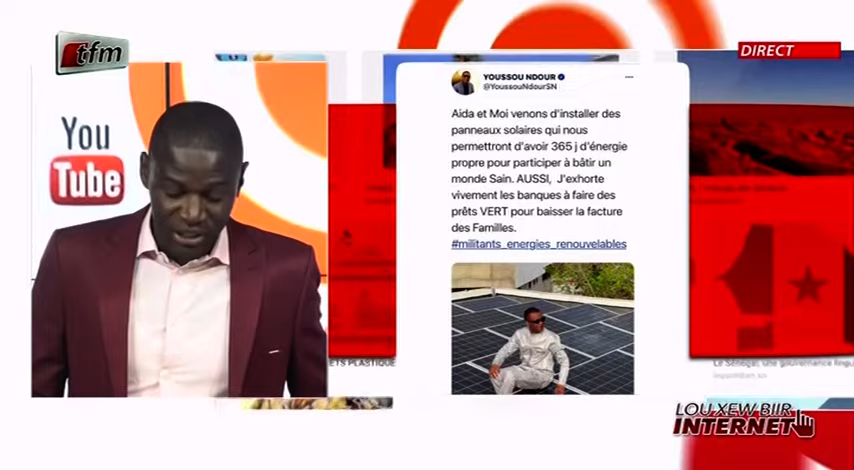 tfm
DIRECT
You
Tube
YOUSSOU NDOUR
@YoussouNdourSN
Aida et Moi venons d'installer des
panneaux solaires qui nous
permettront d'avoir 365 j d'énergie
propre pour participer à bâtir un
monde Sain. AUSSI, J'exhorte
vivement les banques à faire des
prêts VERT pour baisser la facture
des Familles.
#militants_energies_renouvelables
ETS PLASTIQUE
Le Sénégal, une gouvernance
LOU XEW BIIR
INTERNET